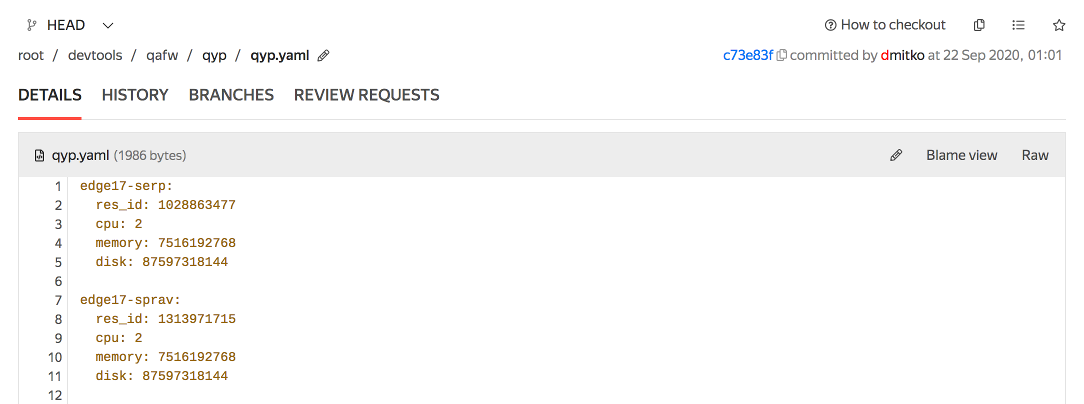 HEAD How to checkout
root / devtools / qafw / qyp / qyp.yaml c73e83f committed by dmitko at 22 Sep 2020, 01:01
DETAILS HISTORY BRANCHES REVIEW REQUESTS
qyp.yaml (1986 bytes) Blame view Raw
1 edge17-serp:
2 res_id: 1028863477
3 cpu: 2
4 memory: 7516192768
5 disk: 87597318144
6
7 edge17-sprav:
8 res_id: 1313971715
9 cpu: 2
10 memory: 7516192768
11 disk: 87597318144
12